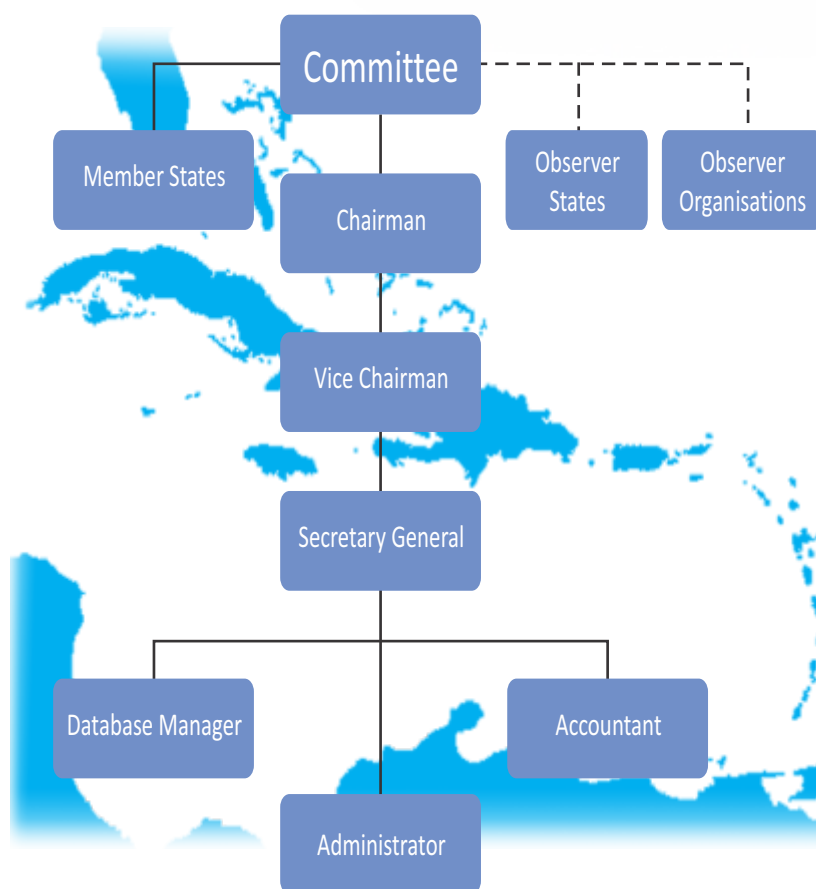 Committee
Member States
Observer
States
Observer
Organisations
Chairman
Vice Chairman
Secretary General
Database Manager
Accountant
Administrator